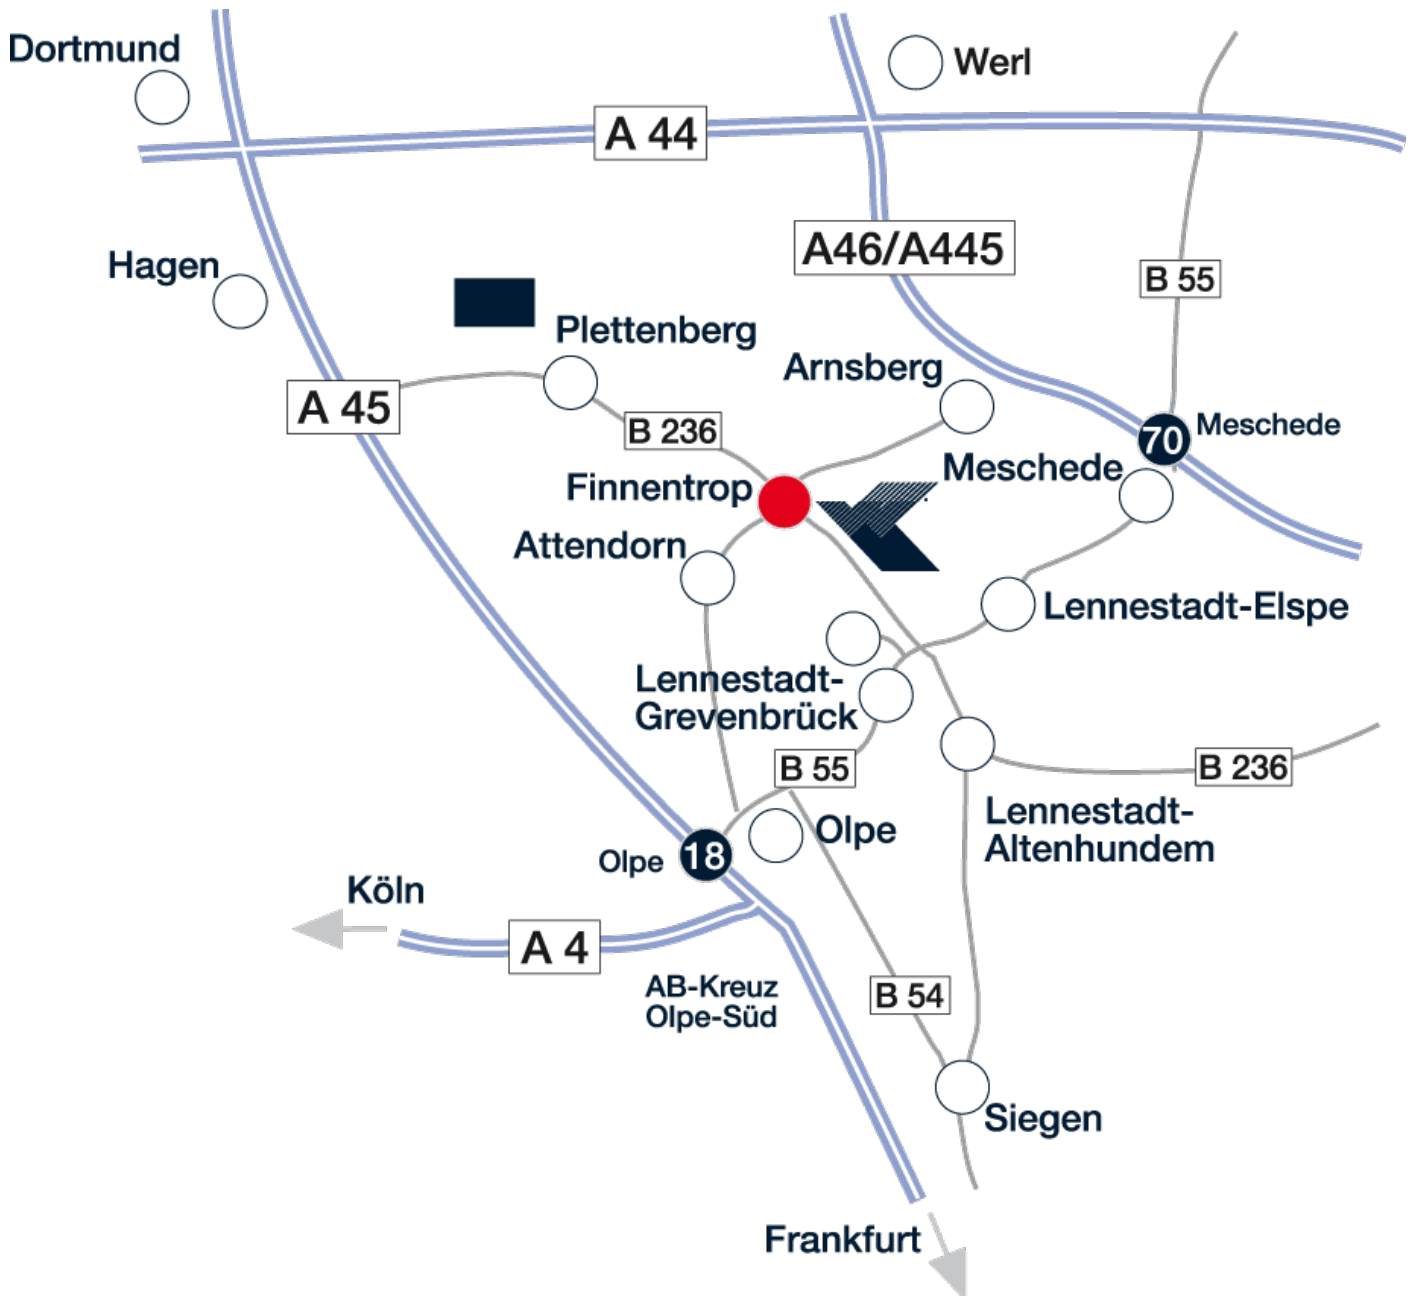 Dortmund
Werl
A 44
A46/A445
Hagen
B 55
Plettenberg
Arnsberg
A 45
B 236
70
Meschede
Meschede
Finnentrop
Attendorn
Lennestadt-Elspe
Lennestadt-
Grevenbrück
B 55
B 236
Lennestadt-
Altenhundem
Olpe
Olpe
18
Köln
A 4
AB-Kreuz
Olpe-Süd
B 54
Siegen
Frankfurt